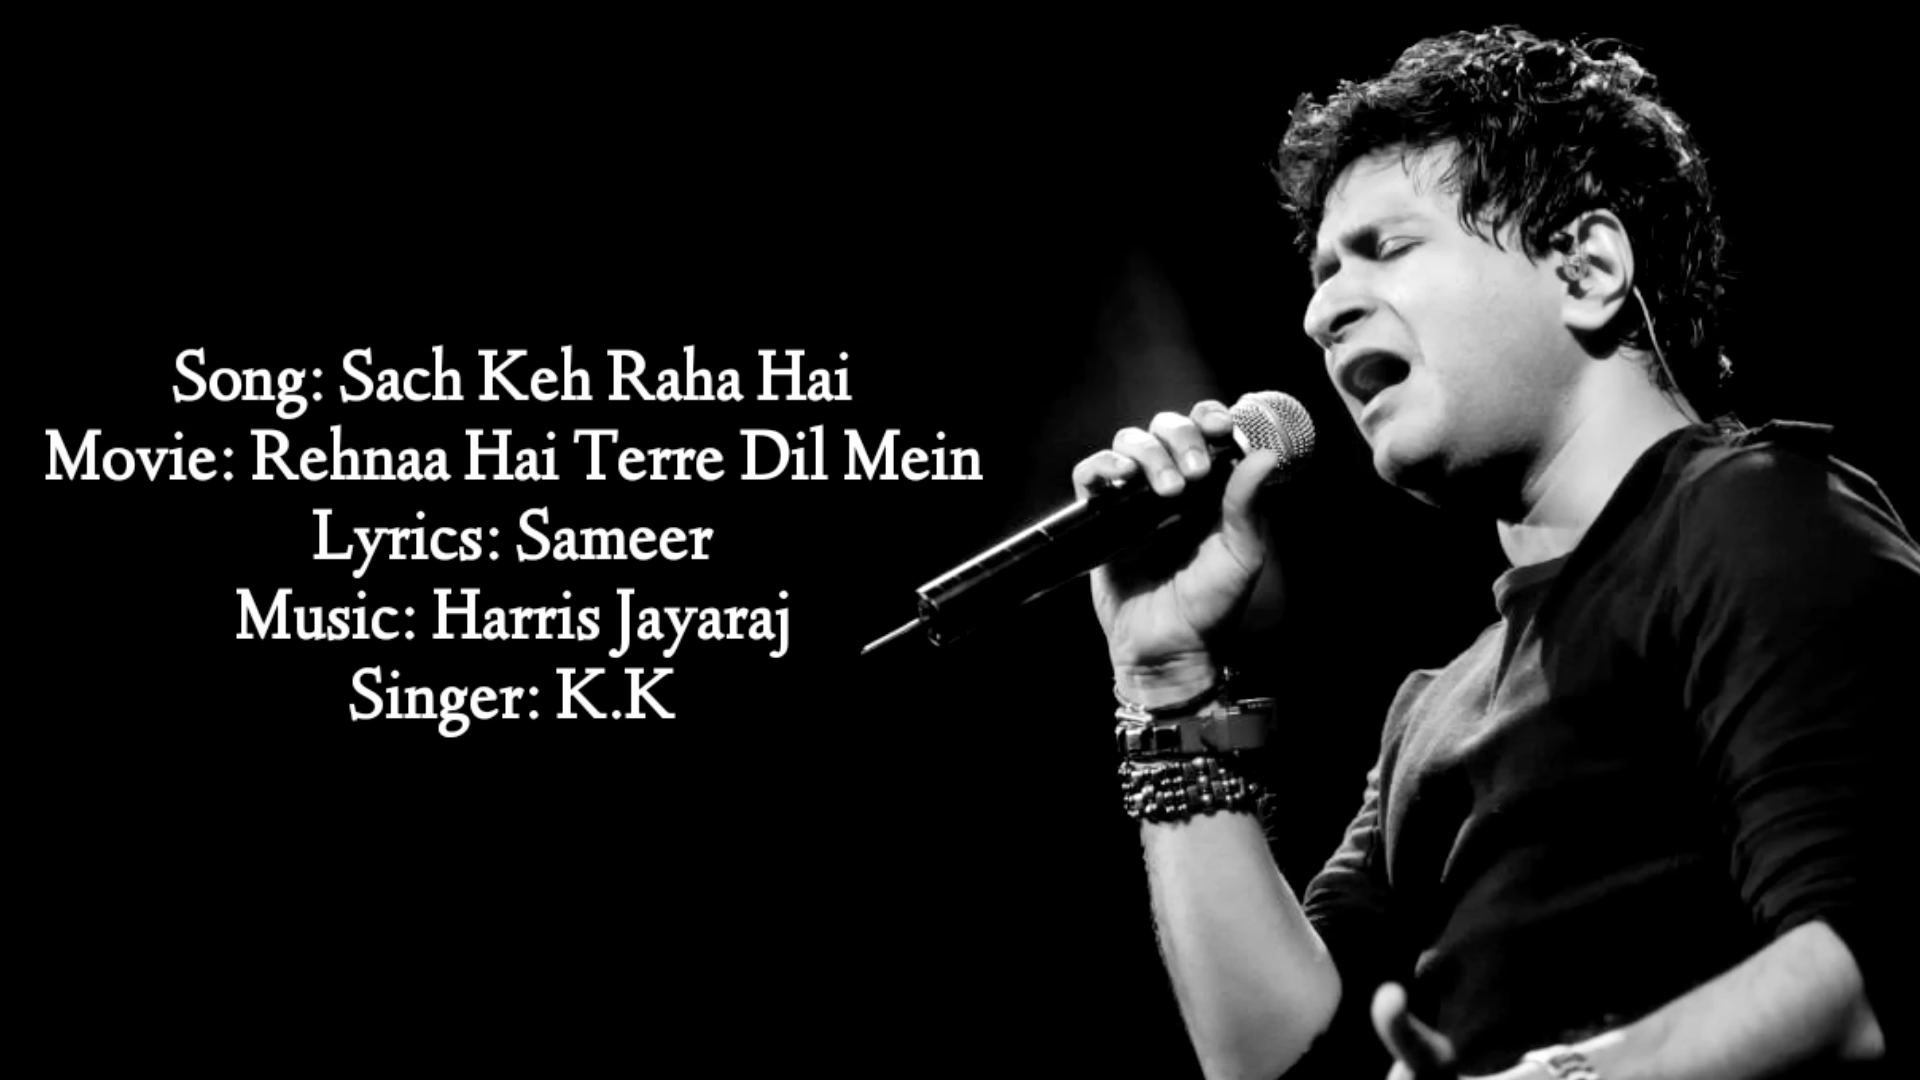 Song: Sach Keh Raha Hai
Movie: Rehnaa Hai Terre Dil Mein
Lyrics: Sameer
Music: Harris Jayaraj
Singer: K.K